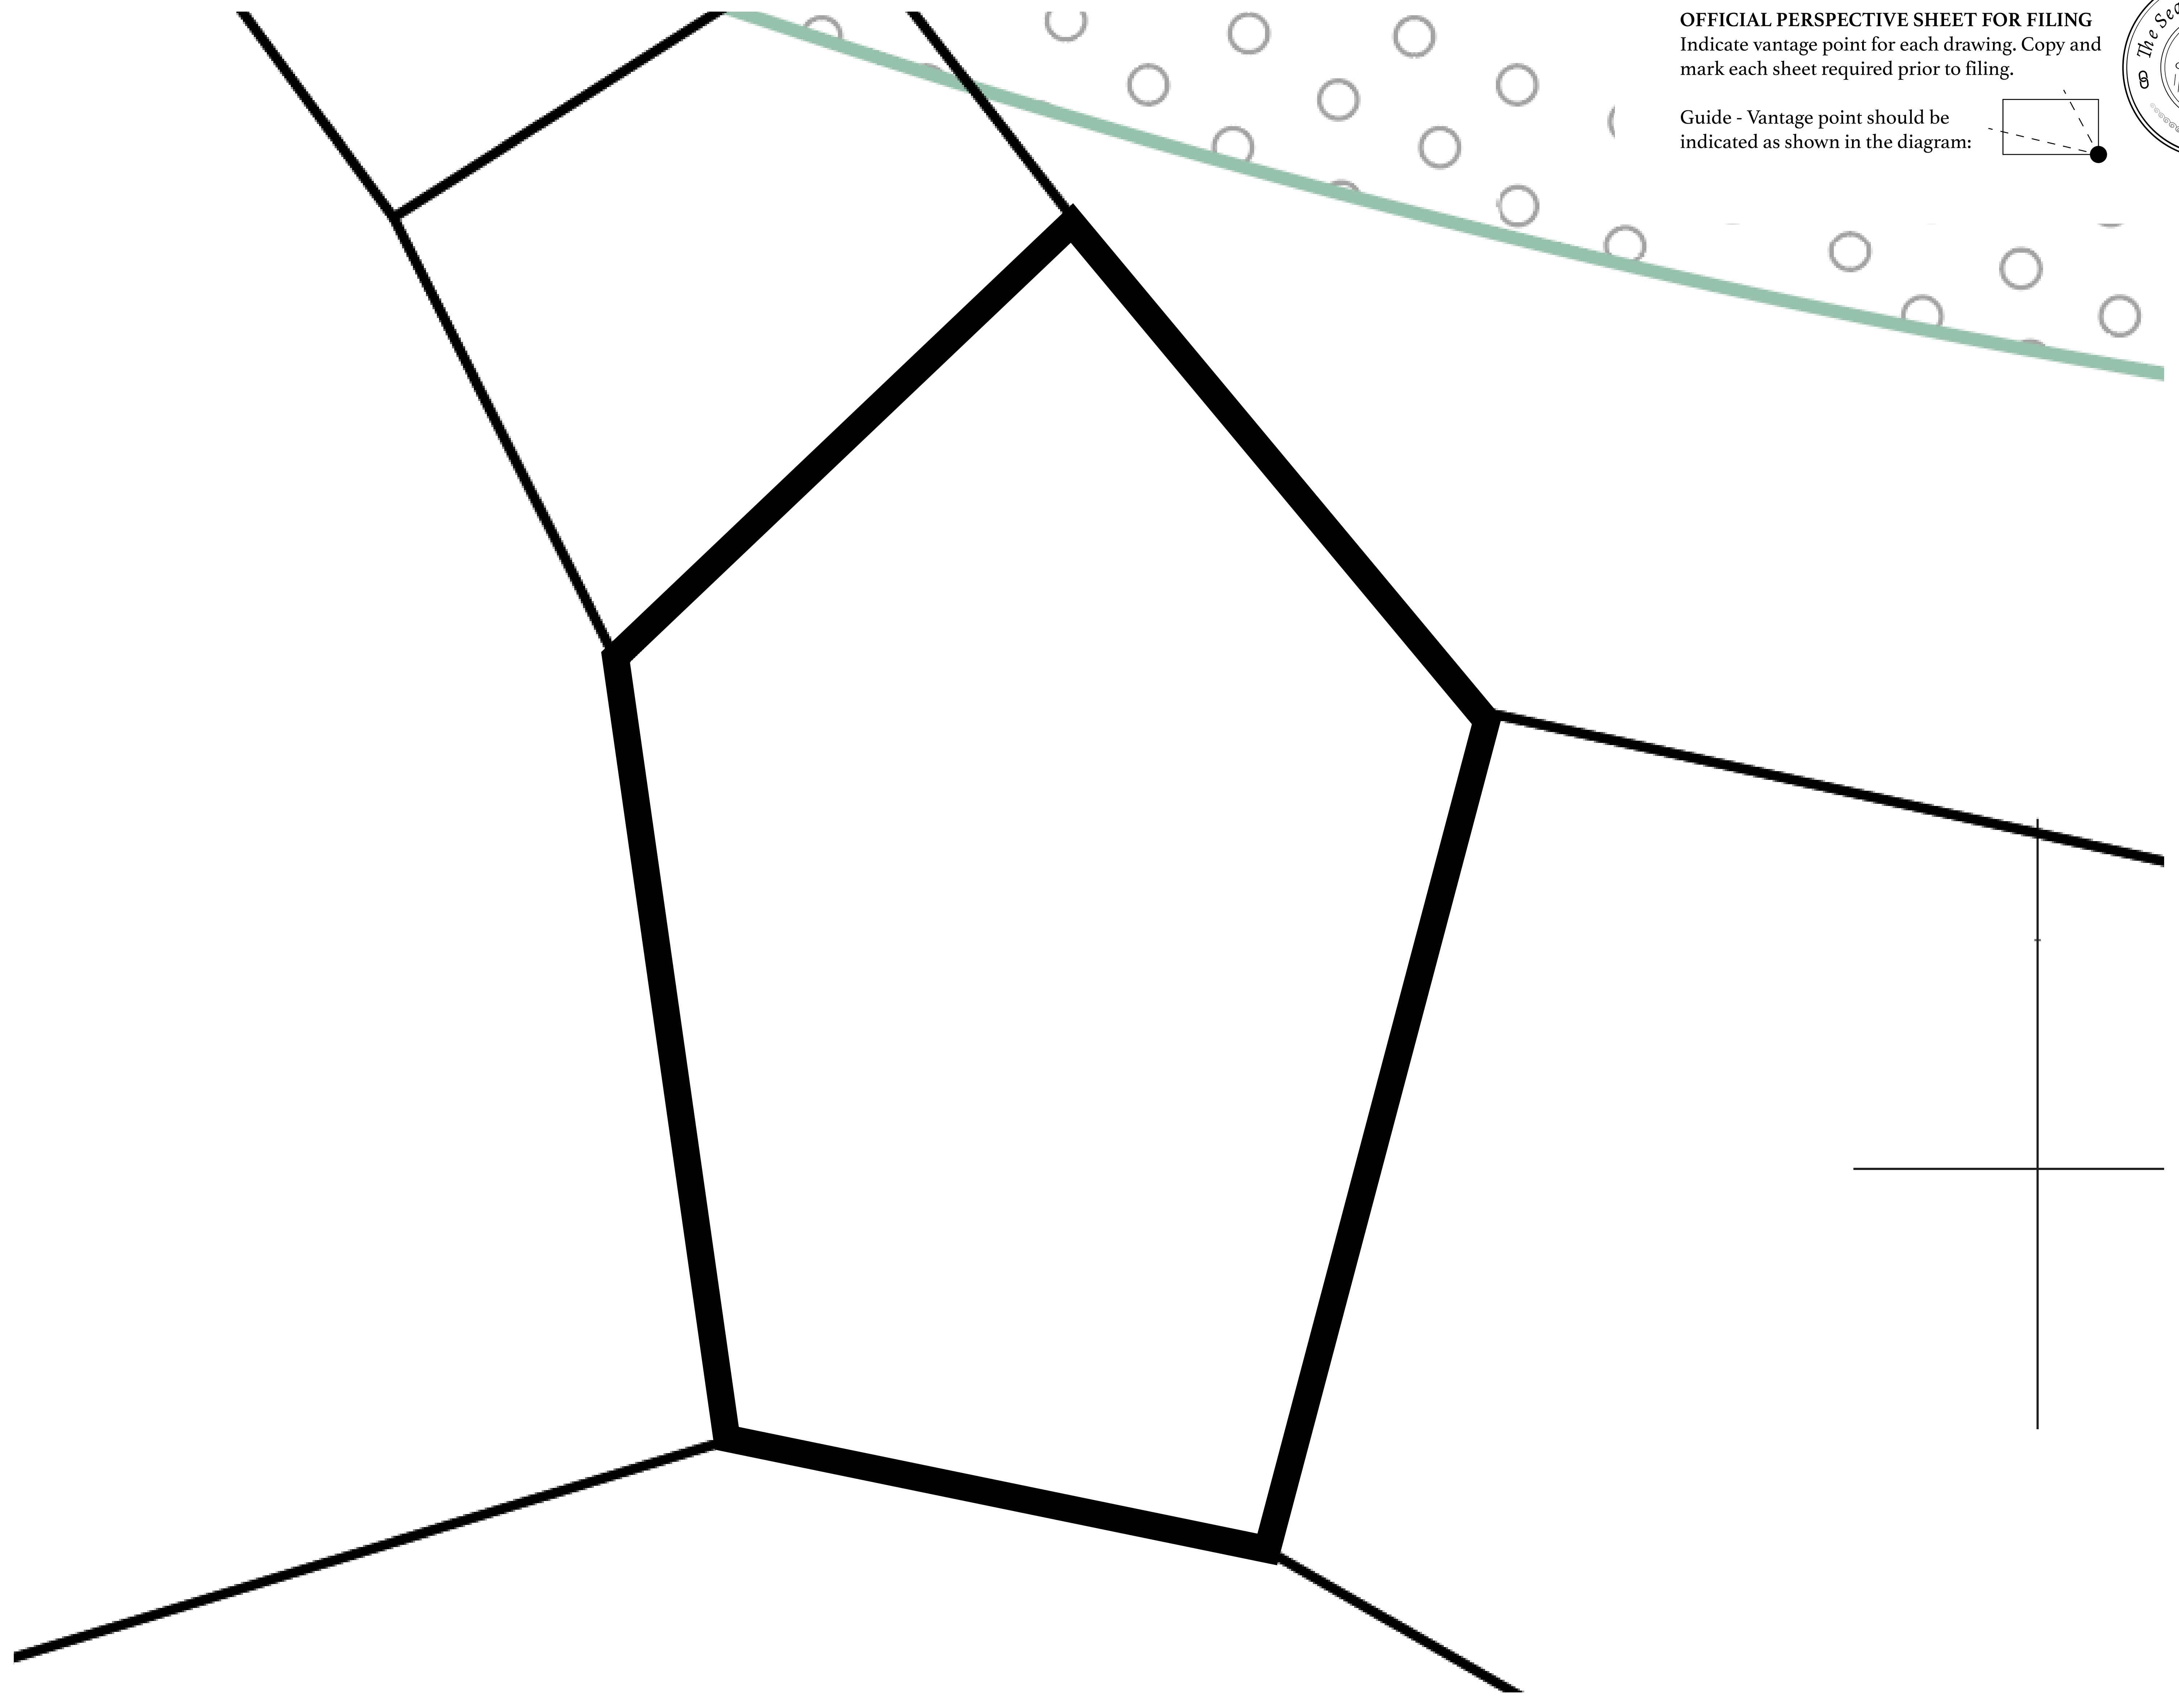 OFFICIAL PERSPECTIVE SHEET FOR FILING
Indicate vantage point for each drawing. Copy and
mark each sheet required prior to filing.
Guide - Vantage point should be
indicated as shown in the diagram:
The